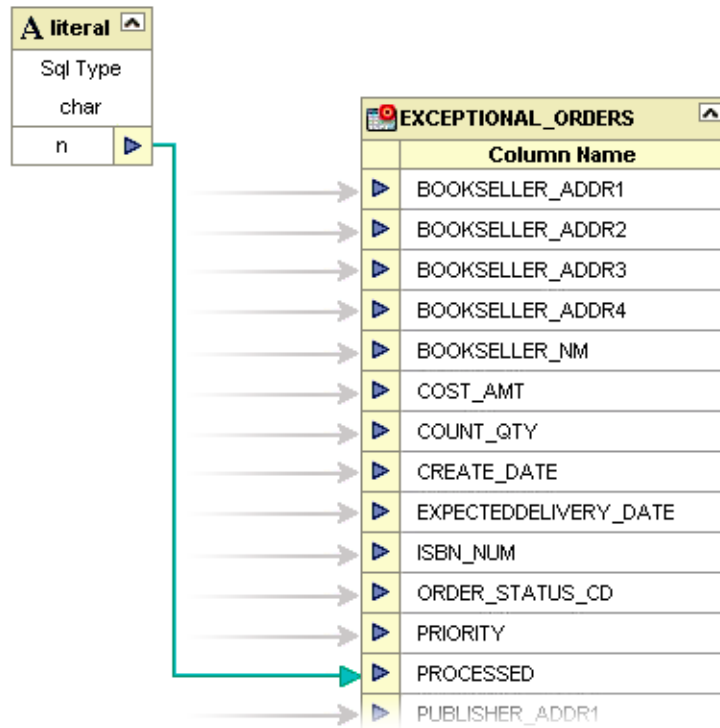 A literal
Sql Type
char
n
EXCEPTIONAL_ORDERS
Column Name
BOOKSELLER_ADDR1
BOOKSELLER_ADDR2
BOOKSELLER_ADDR3
BOOKSELLER_ADDR4
BOOKSELLER_NM
COST_AMT
COUNT_QTY
CREATE_DATE
EXPECTEDDELIVERY_DATE
ISBN_NUM
ORDER_STATUS_CD
PRIORITY
PROCESSED
PUBLISHER_ADDR1